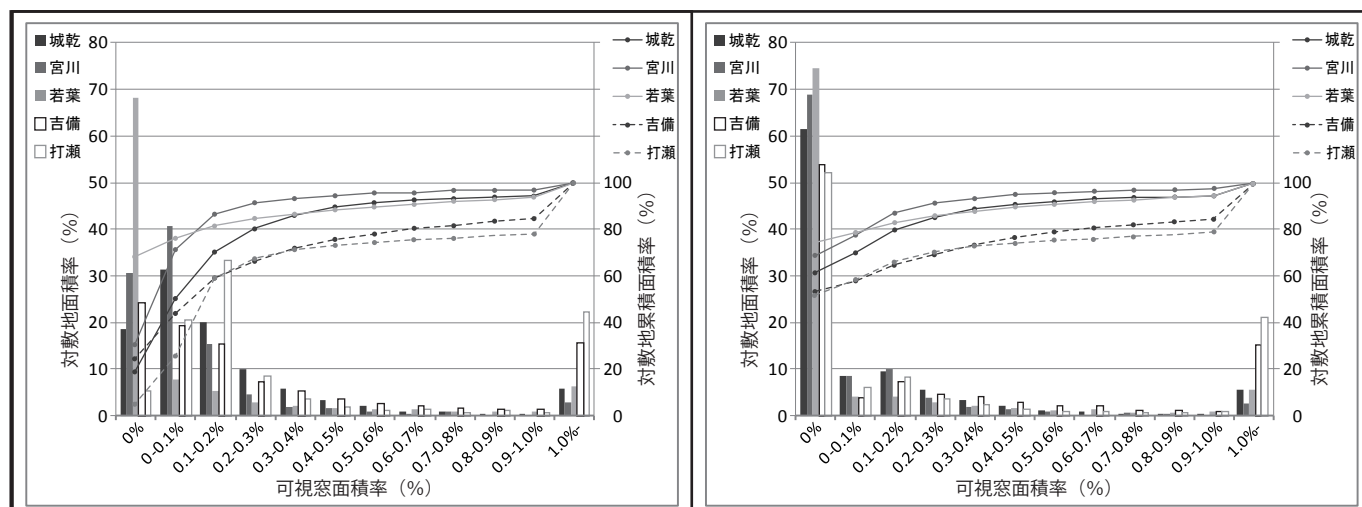 城乾
宮川
若葉
吉備
打瀬
80
70
60
50
40
30
20
10
0
対敷地面積率(%)
城乾
宮川
若葉
吉備
打瀬
100
80
60
40
20
0
対敷地累積面積率(%)
0%
0-0.1%
0.1-0.2%
0.2-0.3%
0.3-0.4%
0.4-0.5%
0.5-0.6%
0.6-0.7%
0.7-0.8%
0.8-0.9%
0.9-1.0%
1.0%-
可視窓面積率(%)
城乾
宮川
若葉
吉備
打瀬
80
70
60
50
40
30
20
10
0
対敷地面積率(%)
城乾
宮川
若葉
吉備
打瀬
100
80
60
40
20
0
対敷地累積面積率(%)
0%
0-0.1%
0.1-0.2%
0.2-0.3%
0.3-0.4%
0.4-0.5%
0.5-0.6%
0.6-0.7%
0.7-0.8%
0.8-0.9%
0.9-1.0%
1.0%-
可視窓面積率(%)